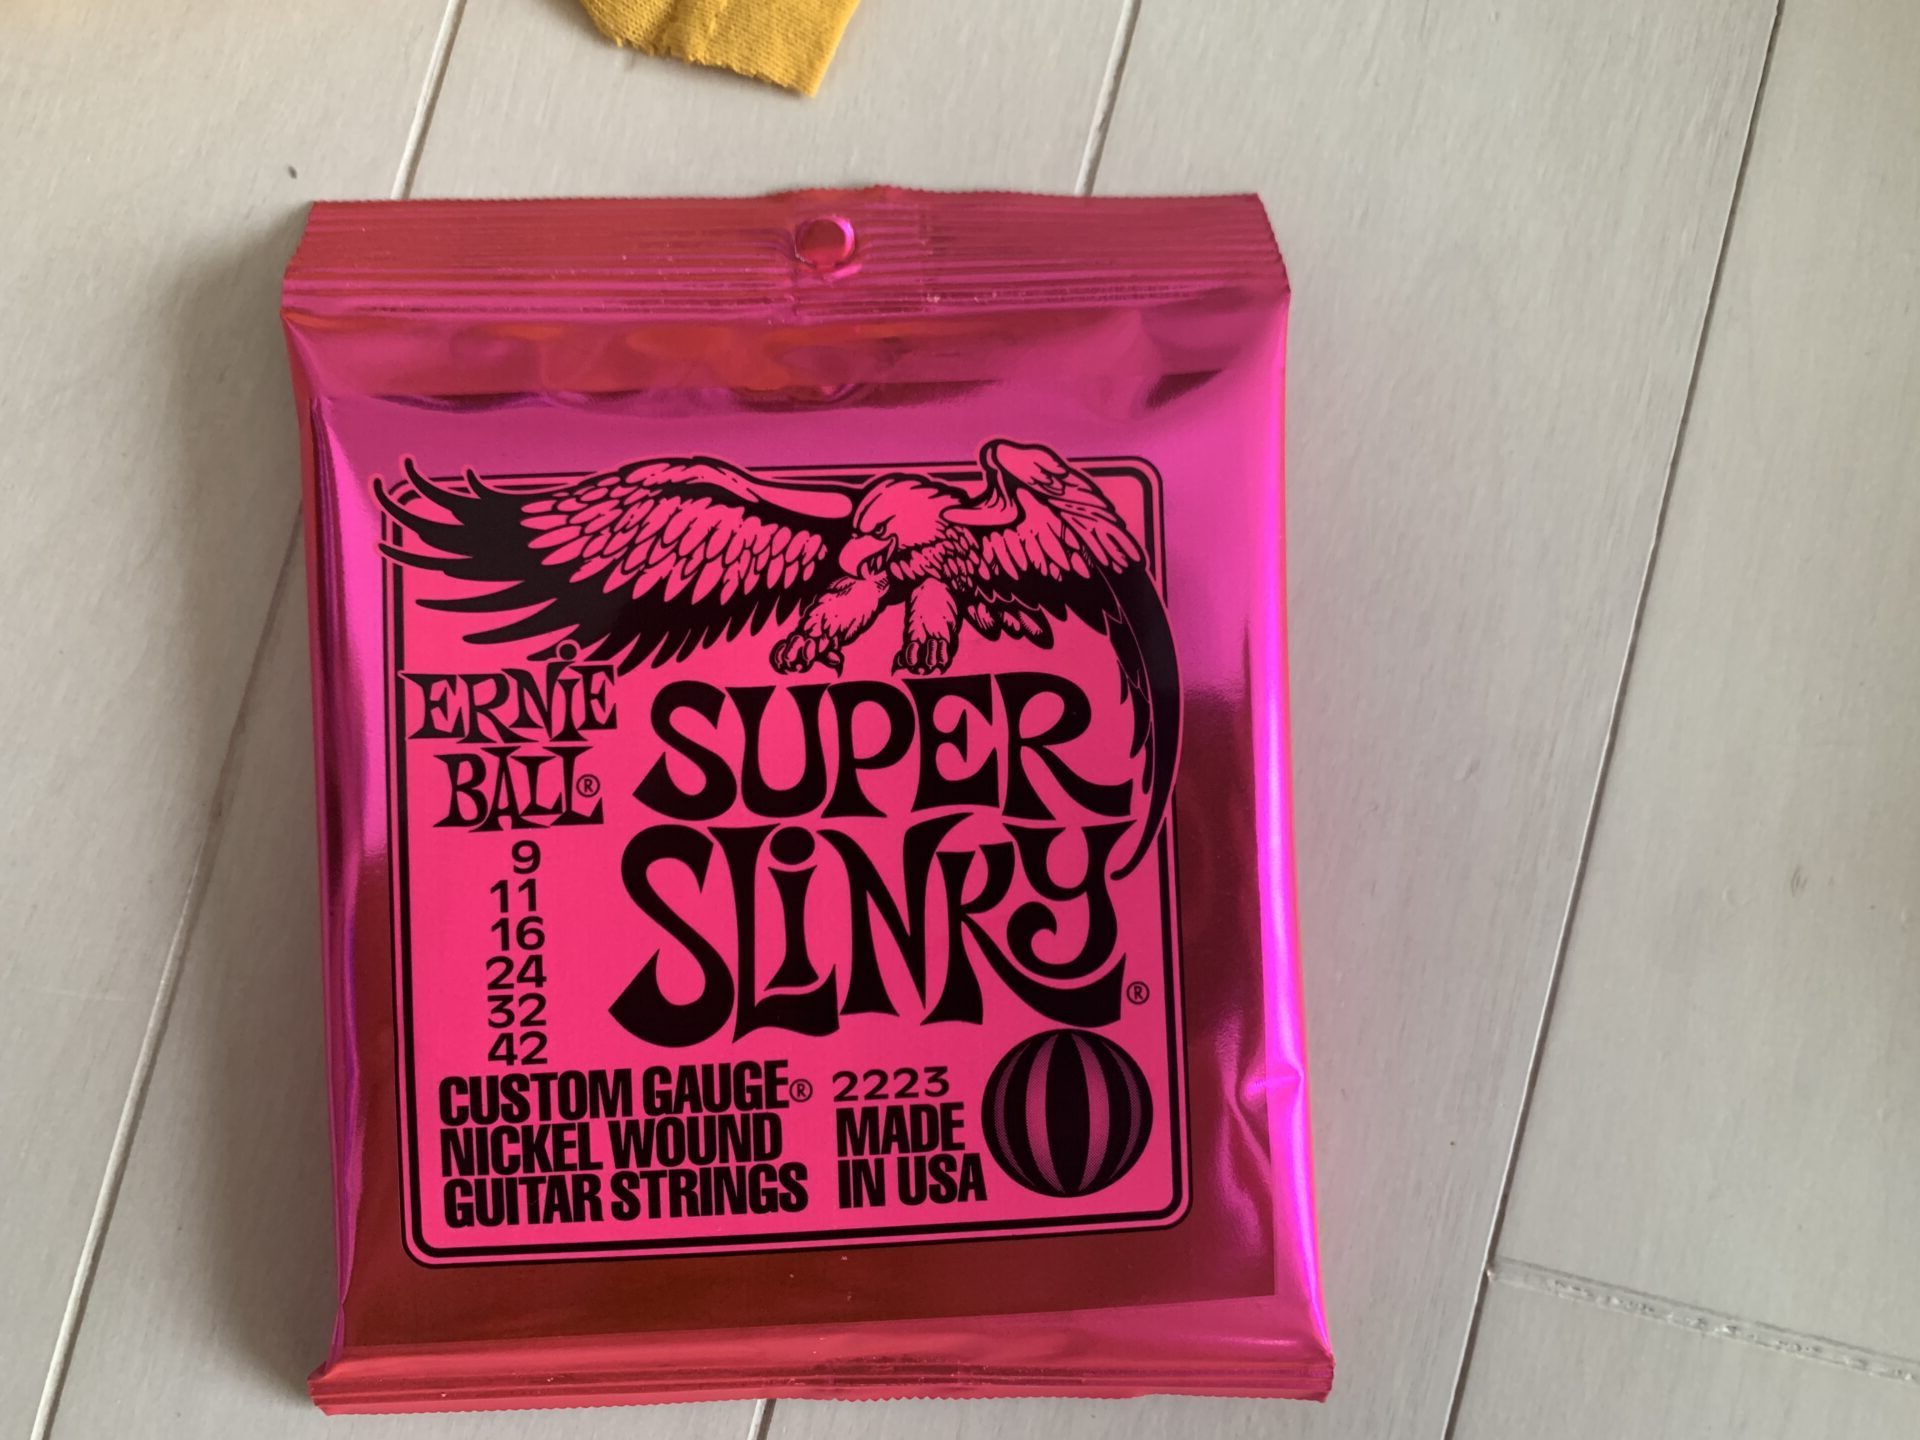 ERNiE
BALL®
SUPER
SLiNKY®
9
11
16
24
32
42
CUSTOM GAUGE®
NICKEL WOUND
GUITAR STRINGS
2223
MADE
IN USA